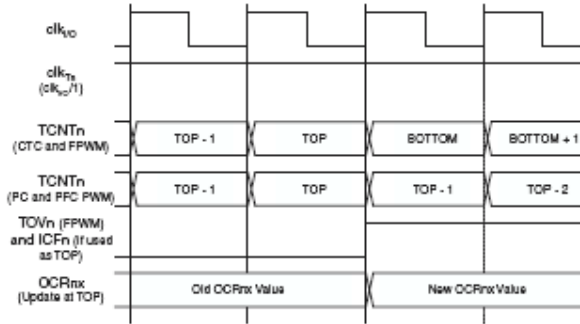 clkI/O
clkTn
(clkI/O/1)
TCNTn
(CTC and FPWM)
TOP - 1 TOP BOTTOM BOTTOM + 1
TCNTn
(PC and PFC PWM)
TOP - 1 TOP TOP - 1 TOP - 2
TOVn (FPWM)
and ICFn (if used
as TOP)
OCRnx
(Update at TOP)
Old OCRnx Value New OCRnx Value